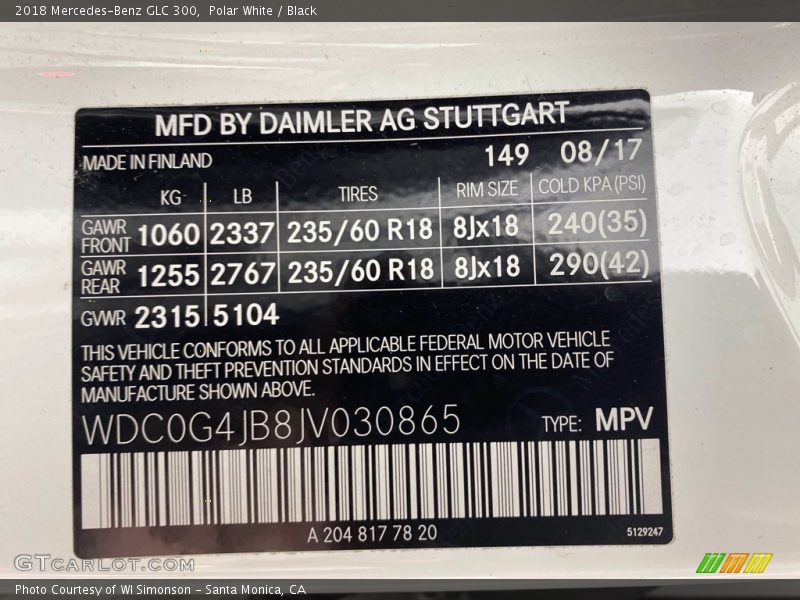 2018 Mercedes-Benz GLC 300,  Polar White / Black
MFD BY DAIMLER AG STUTTGART
MADE IN FINLAND 149 08/17
KG LB TIRES RIM SIZE COLD KPA (PSI)
GAWR FRONT 1060 2337 235/60 R18 8Jx18 240(35)
GAWR REAR 1255 2767 235/60 R18 8Jx18 290(42)
GVWR 2315 5104
THIS VEHICLE CONFORMS TO ALL APPLICABLE FEDERAL MOTOR VEHICLE
SAFETY AND THEFT PREVENTION STANDARDS IN EFFECT ON THE DATE OF
MANUFACTURE SHOWN ABOVE.
WDC0G4JB8JV030865 TYPE: MPV
A 204 817 78 20 5129247
GTCARLOT.COM
Photo Courtesy of WI Simonson - Santa Monica, CA